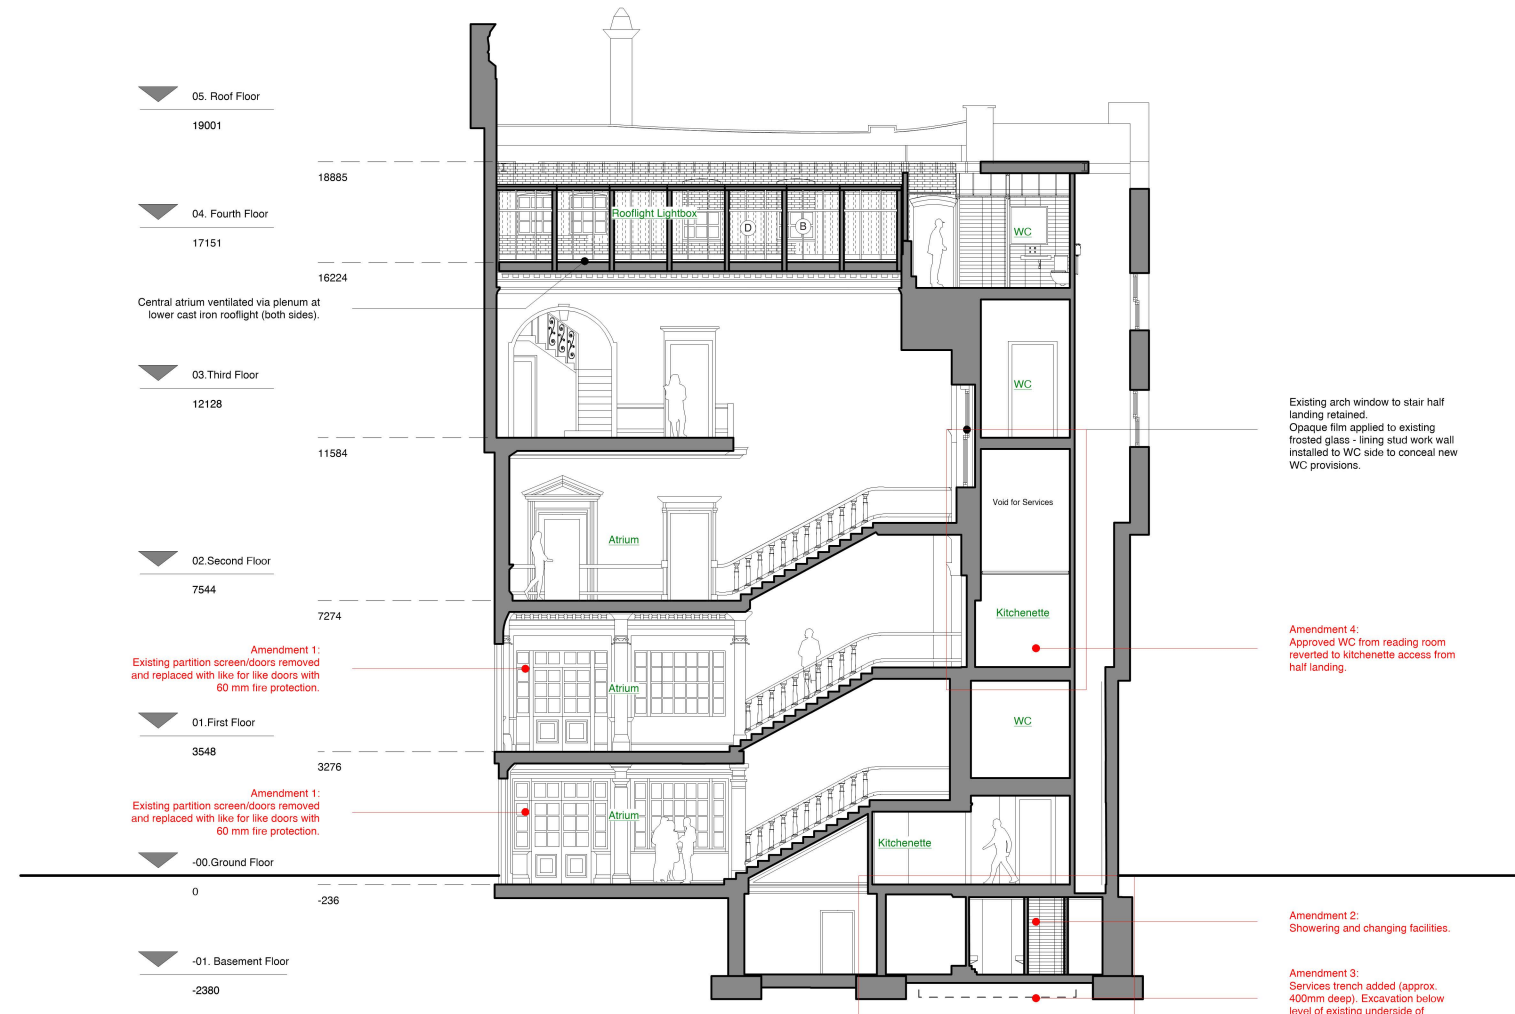 05. Roof Floor
19001
18885
04. Fourth Floor
17151
16224
Central atrium ventilated via plenum at
lower cast iron rooflight (both sides).
03.Third Floor
12128
11584
02.Second Floor
7544
7274
Amendment 1:
Existing partition screen/doors removed
and replaced with like for like doors with
60 mm fire protection.
01.First Floor
3548
3276
Amendment 1:
Existing partition screen/doors removed
and replaced with like for like doors with
60 mm fire protection.
-00.Ground Floor
0
-236
-01. Basement Floor
-2380
Rooflight Lightbox
D
B
WC
WC
Void for Services
Atrium
Kitchenette
Atrium
WC
Atrium
Kitchenette
Existing arch window to stair half
landing retained.
Opaque film applied to existing
frosted glass - lining stud work wall
installed to WC side to conceal new
WC provisions.
Amendment 4:
Approved WC from reading room
reverted to kitchenette access from
half landing.
Amendment 2:
Showering and changing facilities.
Amendment 3:
Services trench added (approx.
400mm deep). Excavation below
level of existing underside of